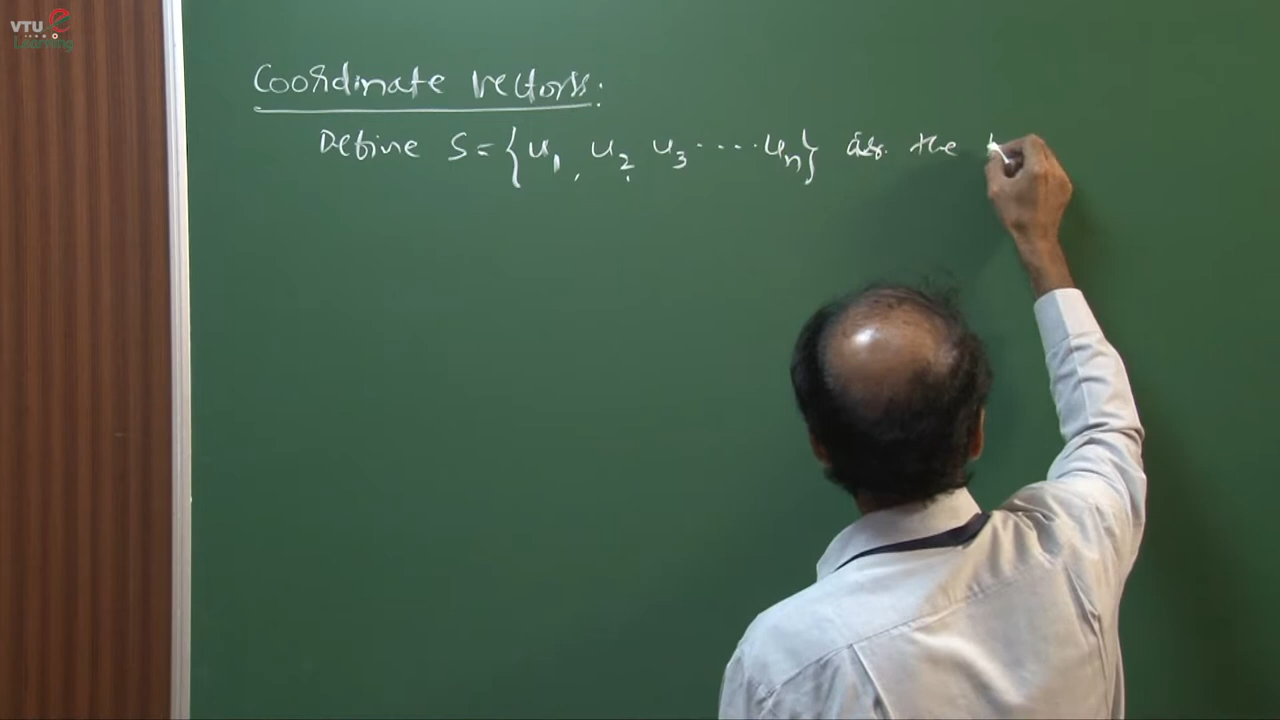 VTU e
Learning
Coordinate vectors:
Define S = {u₁, u₂, u₃ ····uₙ} as the